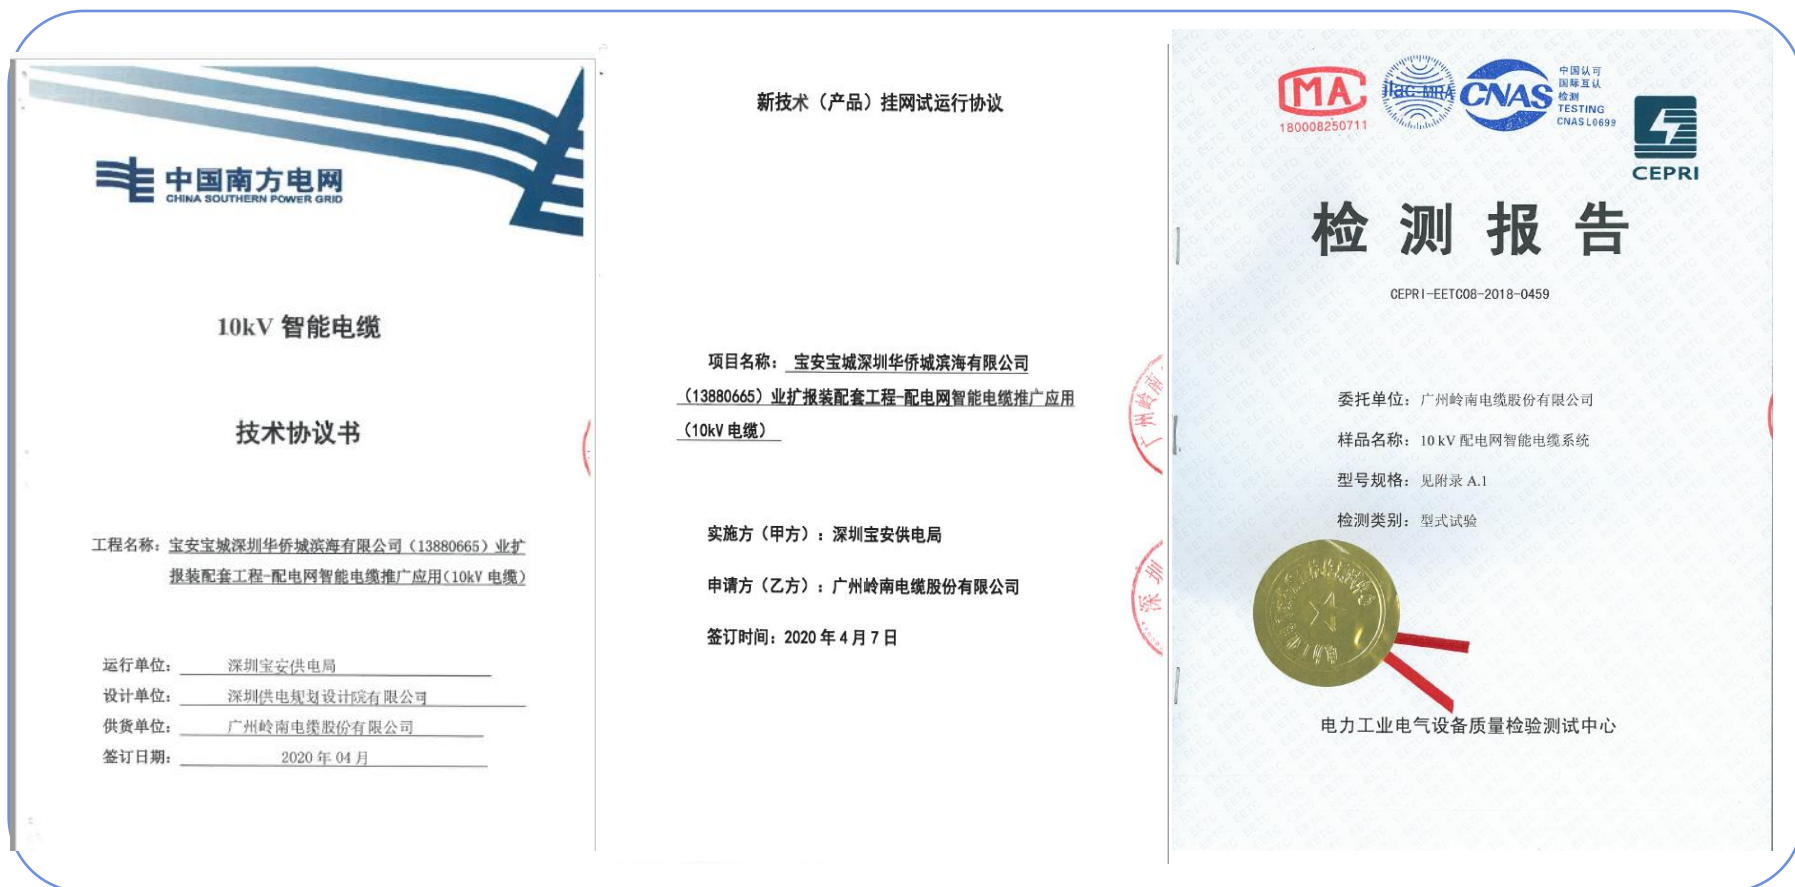 中国南方电网
CHINA SOUTHERN POWER GRID
10kV 智能电缆
技术协议书
工程名称：宝安宝城深圳华侨城滨海有限公司（13880665）业扩
报装配套工程-配电网智能电缆推广应用(10kV 电缆)
运行单位： 深圳宝安供电局
设计单位： 深圳供电规划设计院有限公司
供货单位： 广州岭南电缆股份有限公司
签订日期： 2020 年 04 月
新技术（产品）挂网试运行协议
项目名称： 宝安宝城深圳华侨城滨海有限公司
（13880665）业扩报装配套工程-配电网智能电缆推广应用
（10kV 电缆）
实施方（甲方）：深圳宝安供电局
申请方（乙方）：广州岭南电缆股份有限公司
签订时间：2020 年 4 月 7 日
广州岭南
深圳
MA
180008250711
ilac-MRA
CNAS
中国认可
国际互认
检测
TESTING
CNAS L0699
CEPRI
检测报告
CEPRI-EETC08-2018-0459
委托单位：广州岭南电缆股份有限公司
样品名称：10 kV 配电网智能电缆系统
型号规格：见附录 A.1
检测类别：型式试验
电力工业电气设备质量检验测试中心